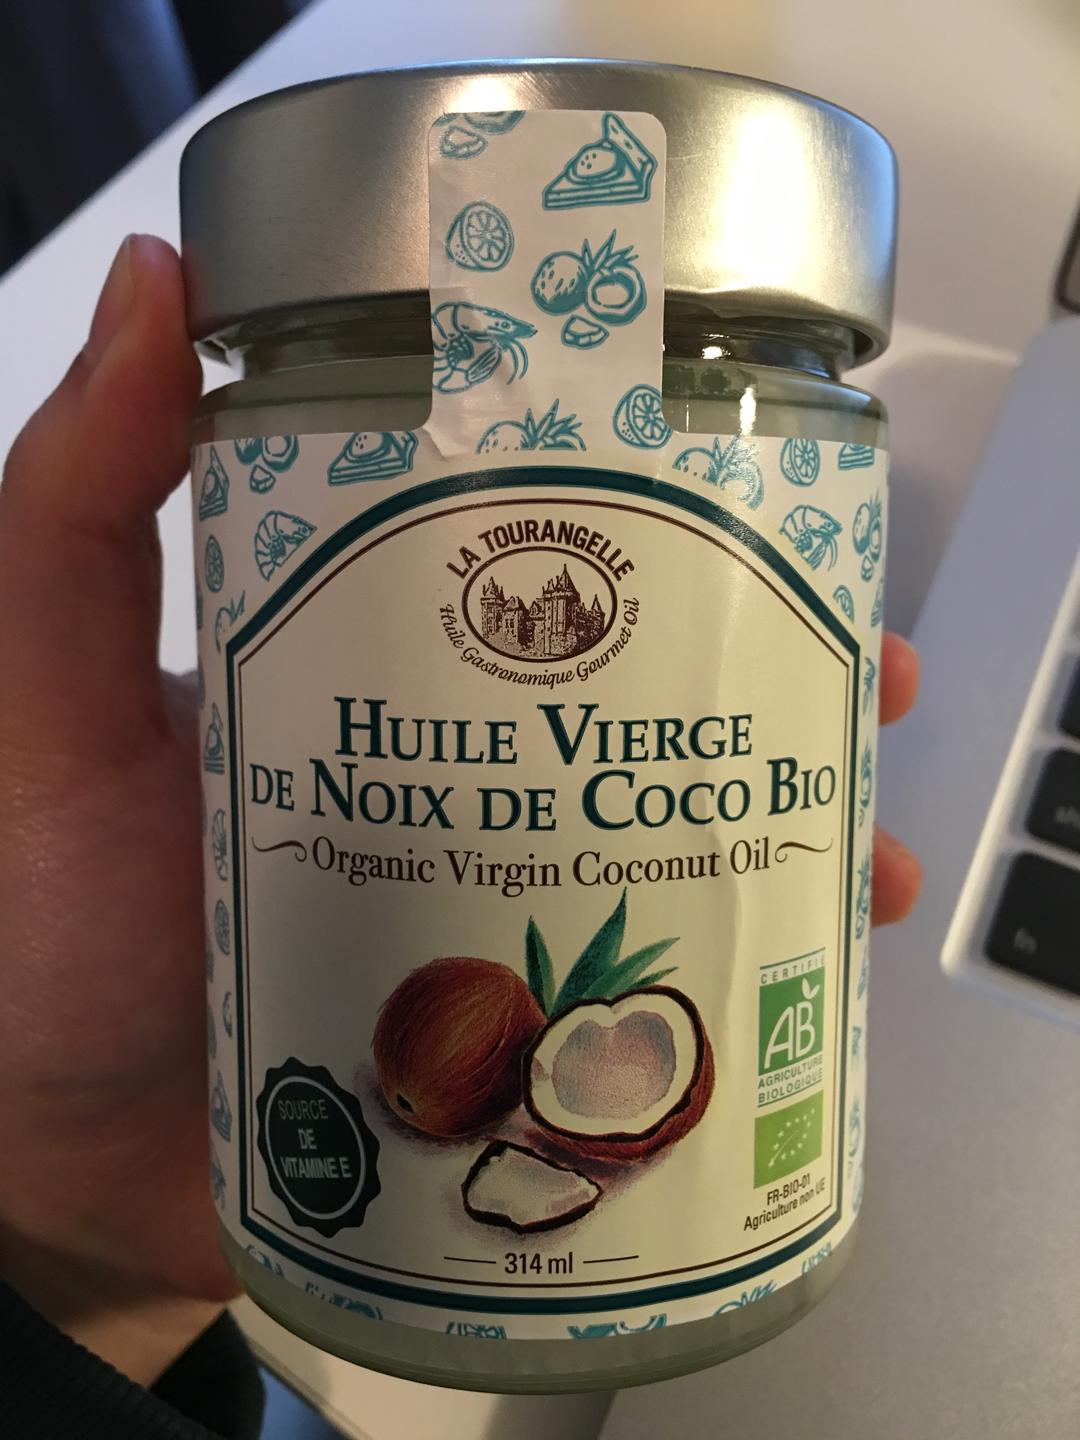 LA TOURANGELLE
Huile Gastronomique Gourmet Oil
HUILE VIERGE
DE NOIX DE COCO BIO
Organic Virgin Coconut Oil
CERTIFIÉ
AB
AGRICULTURE
BIOLOGIQUE
SOURCE
DE
VITAMINE E
FR-BIO-01
Agriculture non UE
314 ml
fn